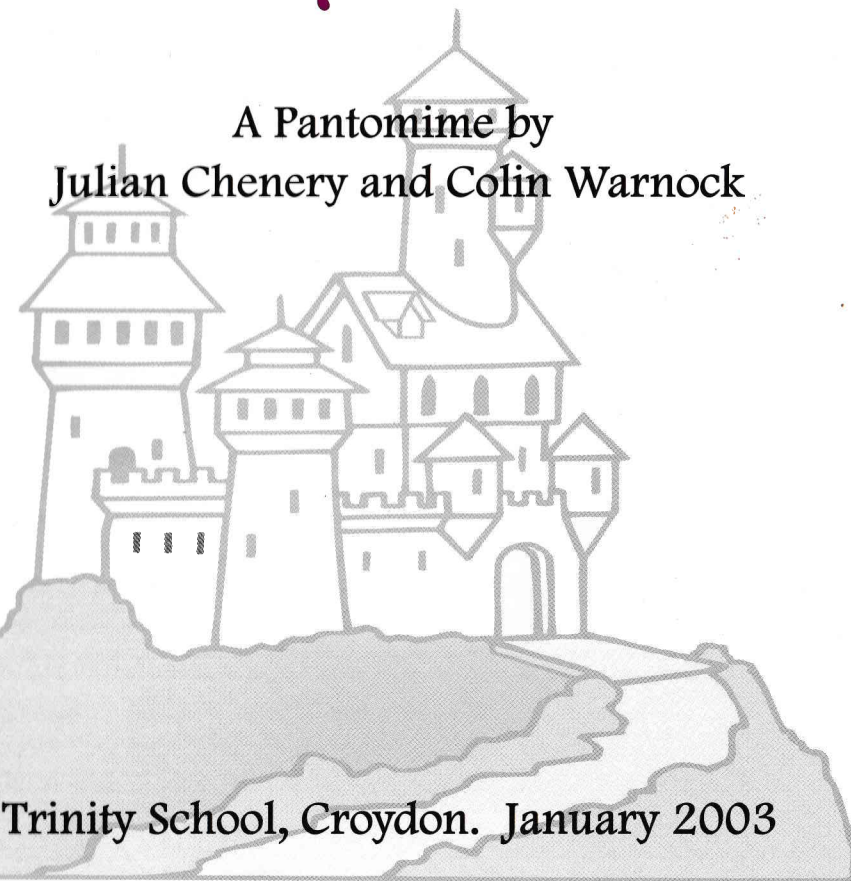 A Pantomime by
Julian Chenery and Colin Warnock
Trinity School, Croydon. January 2003